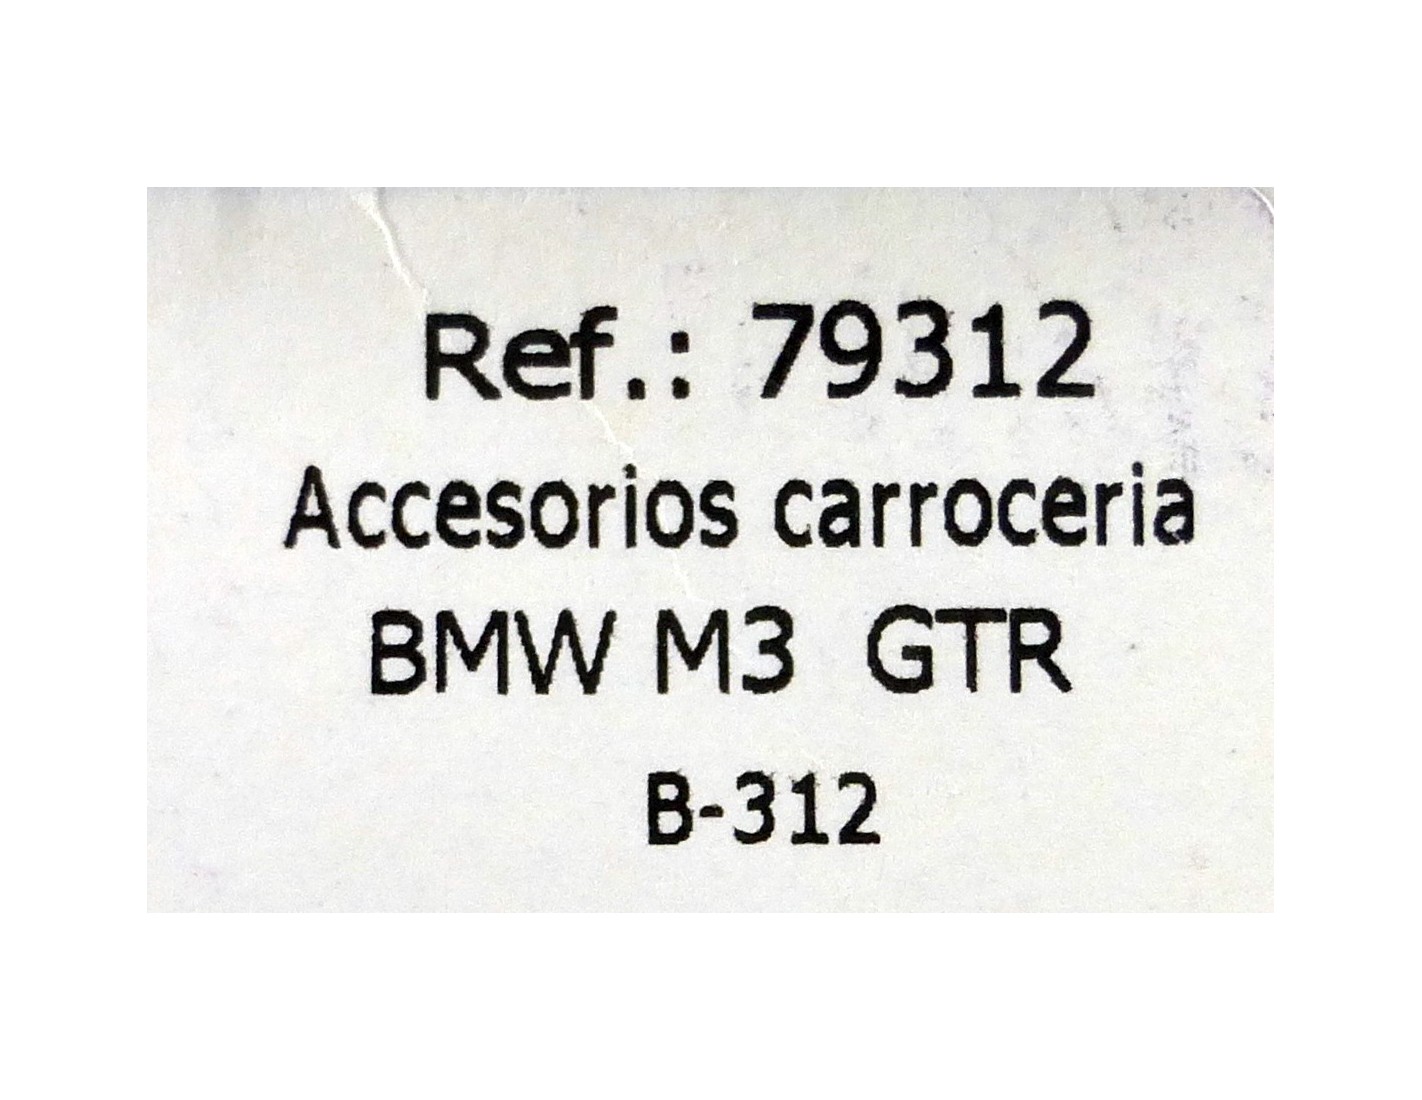 Ref.: 79312
Accesorios carroceria
BMW M3 GTR
B-312